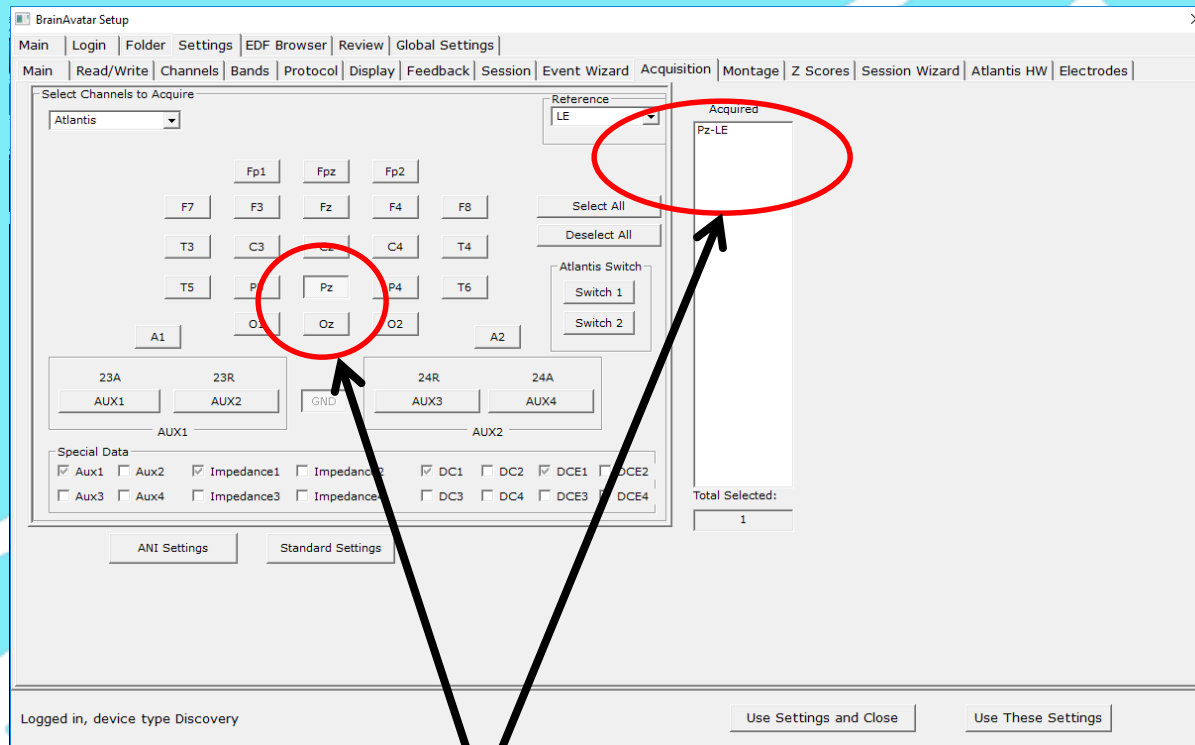 BrainAvatar Setup
Main Login Folder Settings EDF Browser Review Global Settings
Main Read/Write Channels Bands Protocol Display Feedback Session Event Wizard Acquisition Montage Z Scores Session Wizard Atlantis HW Electrodes
Select Channels to Acquire
Reference
Acquired
Atlantis
LE
Pz-LE
Fp1 Fpz Fp2
F7 F3 Fz F4 F8 Select All
Deselect All
T3 C3 Cz C4 T4
Atlantis Switch
T5 P4 T6 Switch 1
Pz
O1 Oz O2 Switch 2
A1 A2
23A 23R 24R 24A
AUX1 AUX2 GND AUX3 AUX4
AUX1 AUX2
Special Data
Aux1 Aux2 Impedance1 Impedance2 DC1 DC2 DCE1 DCE2
Aux3 Aux4 Impedance3 DC3 DC4 DCE3 DCE4
Total Selected:
1
ANI Settings Standard Settings
Logged in, device type Discovery Use Settings and Close Use These Settings